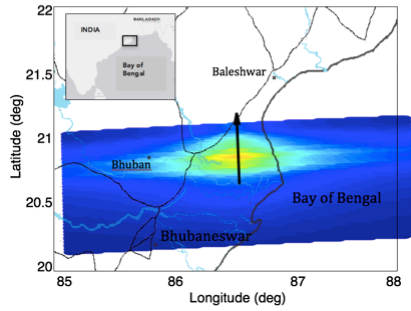 22
BANGLADESH
INDIA
Bay of
Bengal
21.5
Baleshwar
21
Bhuban
20.5
Bay of Bengal
Bhubaneswar
20
85
86
87
88
Latitude (deg)
Longitude (deg)